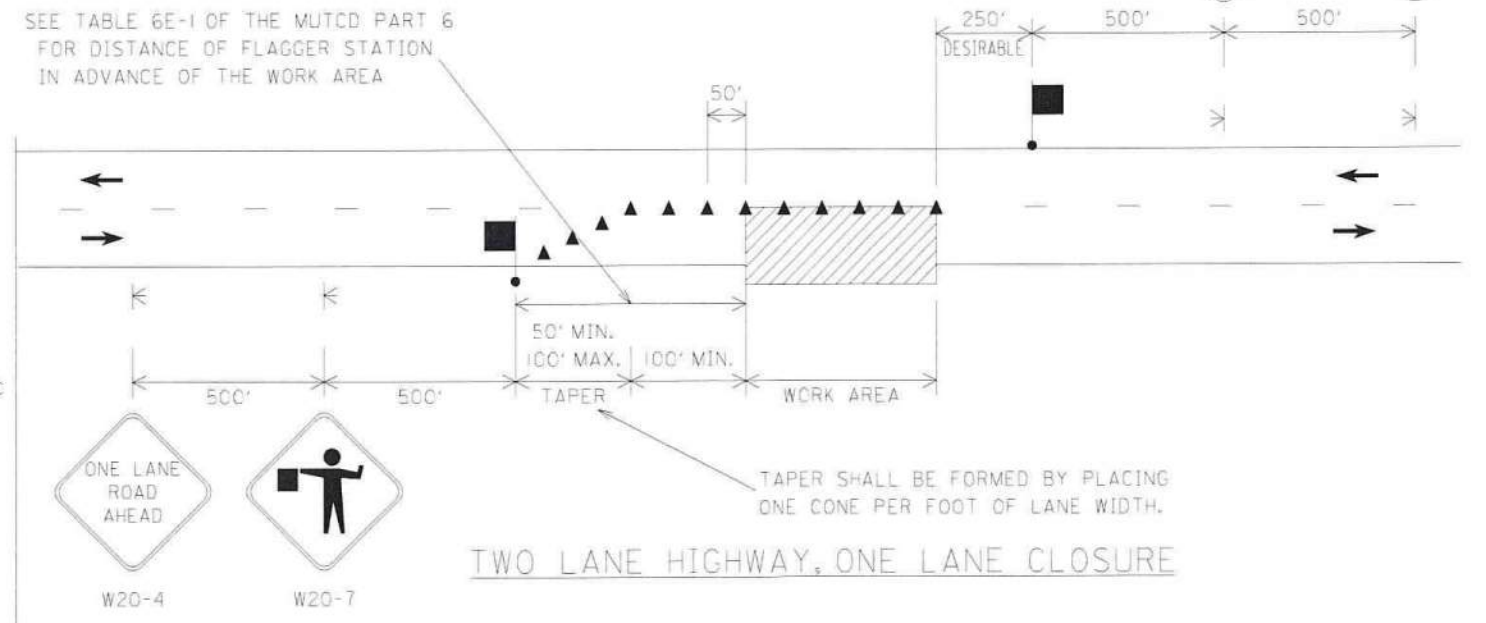 SEE TABLE 6E-1 OF THE MUTCD PART 6
FOR DISTANCE OF FLAGGER STATION
IN ADVANCE OF THE WORK AREA
250'
500'
500'
DESIRABLE
50'
50' MIN.
100' MAX.
100' MIN.
500'
500'
TAPER
WORK AREA
ONE LANE
ROAD
AHEAD
TAPER SHALL BE FORMED BY PLACING
ONE CONE PER FOOT OF LANE WIDTH.
TWO LANE HIGHWAY, ONE LANE CLOSURE
W20-4
W20-7